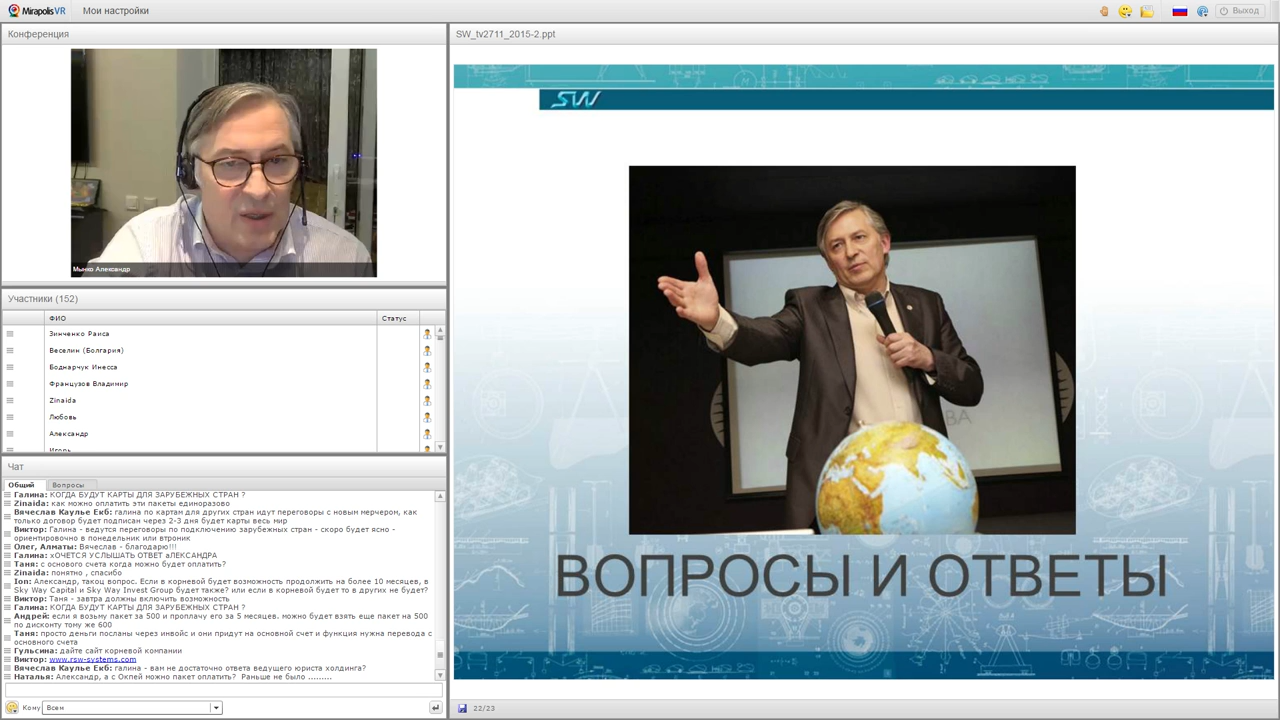 Mirapolis VR
Мои настройки
Выход
Конференция
Мынко Александр
Участники (152)
ФИО
Статус
Зинченко Раиса
Веселин (Болгария)
Боднарчук Инесса
Французов Владимир
Zinaida
Любовь
Александр
Игорь
Чат
Общий
Вопросы
Галина: КОГДА БУДУТ КАРТЫ ДЛЯ ЗАРУБЕЖНЫХ СТРАН ?
Zinaida: как можно оплатить эти пакеты единоразово
Вячеслав Каулье Екб: галина по картам для других стран идут переговоры с новым мерчером, как
только договор будет подписан через 2-3 дня будет карты весь мир
Виктор: Галина - ведутся переговоры по подключению зарубежных стран - скоро будет ясно -
ориентировочно в понедельник или втроник
Олег, Алматы: Вячеслав - благодарю!!!
Галина: хОЧЕТСЯ УСЛЫШАТЬ ОТВЕТ аЛЕКСАНДРА
Таня: с основого счета когда можно будет оплатить?
Zinaida: понятно , спасибо
Ion: Александр, такоц вопрос. Если в корневой будет возможность продолжить на более 10 месяцев, в
Sky Way Capital и Sky Way Invest Group будет также? или если в корневой будет то в других не будет?
Виктор: Таня - завтра должны включить возможность
Галина: КОГДА БУДУТ КАРТЫ ДЛЯ ЗАРУБЕЖНЫХ СТРАН ?
Андрей: если я возьму пакет за 500 и проплачу его за 5 месяцев. можно будет взять еще пакет на 500
по дисконту тому же 600
Таня: просто деньги посланы через инвойс и они придут на основной счет и функция нужна перевода с
основного счета
Гульсина: дайте сайт корневой компании
Виктор: www.rsw-systems.com
Вячеслав Каулье Екб: галина - вам не достаточно ответа ведущего юриста холдинга?
Наталья: Александр, а с Окпей можно пакет оплатить? Раньше не было .........
Кому
Всем
SW_tv2711_2015-2.ppt
SW
ВА
ВОПРОСЫ И ОТВЕТЫ
22/23